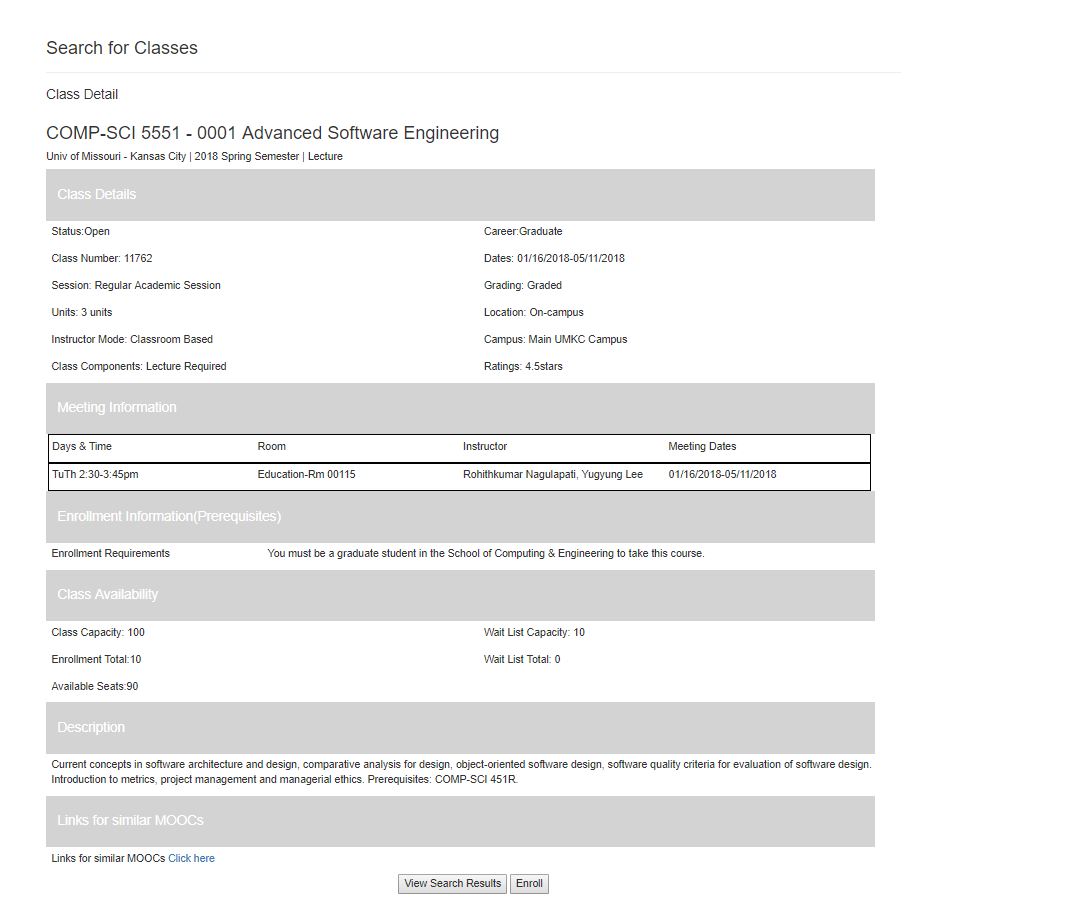 Search for Classes
Class Detail
COMP-SCI 5551 - 0001 Advanced Software Engineering
Univ of Missouri - Kansas City | 2018 Spring Semester | Lecture
Class Details
Status:Open Career:Graduate
Class Number: 11762 Dates: 01/16/2018-05/11/2018
Session: Regular Academic Session Grading: Graded
Units: 3 units Location: On-campus
Instructor Mode: Classroom Based Campus: Main UMKC Campus
Class Components: Lecture Required Ratings: 4.5stars
Meeting Information
Days & Time Room Instructor Meeting Dates
TuTh 2:30-3:45pm Education-Rm 00115 Rohithkumar Nagulapati, Yugyung Lee 01/16/2018-05/11/2018
Enrollment Information(Prerequisites)
Enrollment Requirements You must be a graduate student in the School of Computing & Engineering to take this course.
Class Availability
Class Capacity: 100 Wait List Capacity: 10
Enrollment Total:10 Wait List Total: 0
Available Seats:90
Description
Current concepts in software architecture and design, comparative analysis for design, object-oriented software design, software quality criteria for evaluation of software design.
Introduction to metrics, project management and managerial ethics. Prerequisites: COMP-SCI 451R.
Links for similar MOOCs
Links for similar MOOCs Click here
View Search Results Enroll